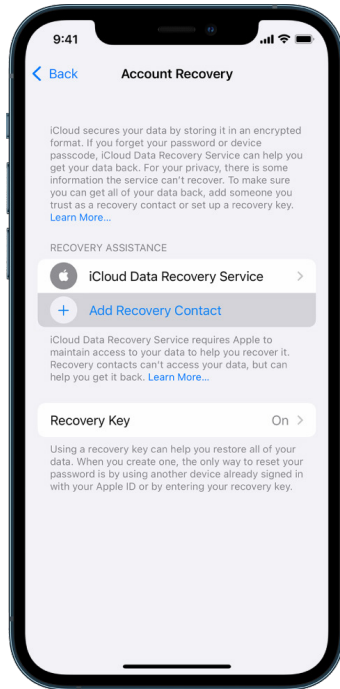 9:41
Back
Account Recovery
iCloud secures your data by storing it in an encrypted
format. If you forget your password or device
passcode, iCloud Data Recovery Service can help you
get your data back. For your privacy, there is some
information the service can't recover. To make sure
you can get all of your data back, add someone you
trust as a recovery contact or set up a recovery key.
Learn More...
RECOVERY ASSISTANCE
iCloud Data Recovery Service
Add Recovery Contact
iCloud Data Recovery Service requires Apple to
maintain access to your data to help you recover it.
Recovery contacts can't access your data, but can
help you get it back. Learn More...
Recovery Key On
Using a recovery key can help you restore all of your
data. When you create one, the only way to reset your
password is by using another device already signed in
with your Apple ID or by entering your recovery key.